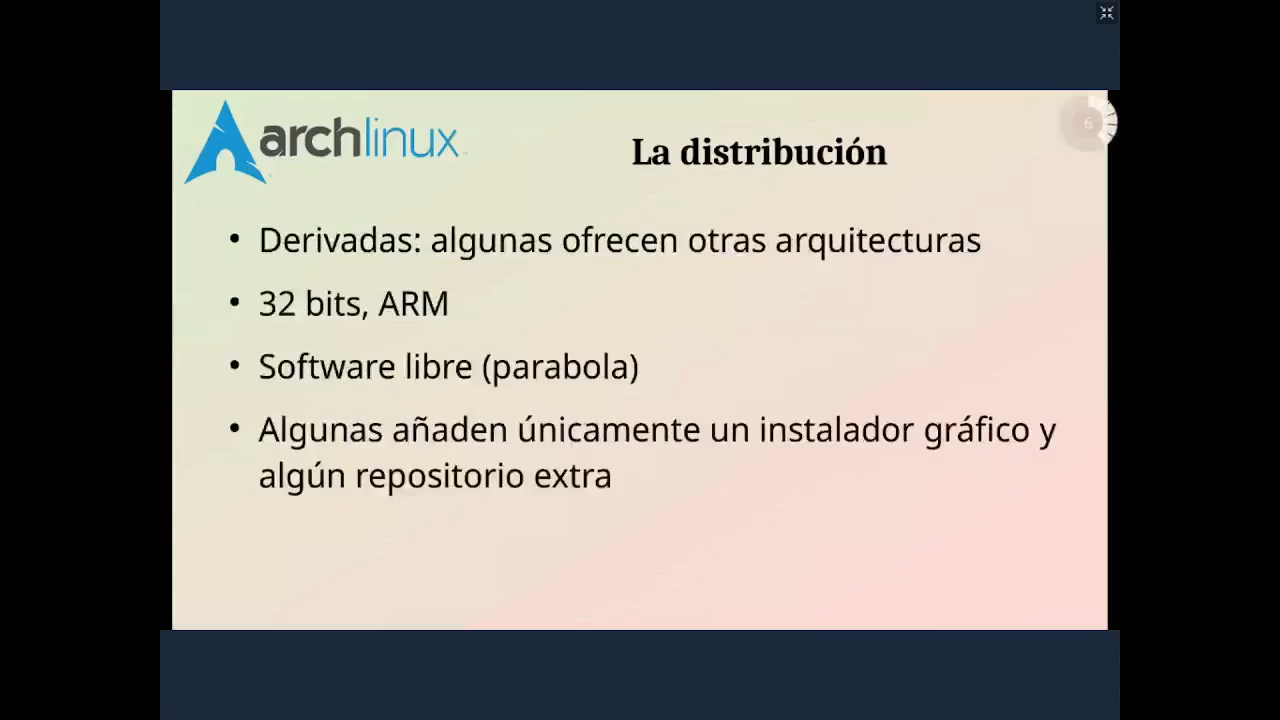 archlinux
La distribución
6
• Derivadas: algunas ofrecen otras arquitecturas
• 32 bits, ARM
• Software libre (parabola)
• Algunas añaden únicamente un instalador gráfico y
algún repositorio extra